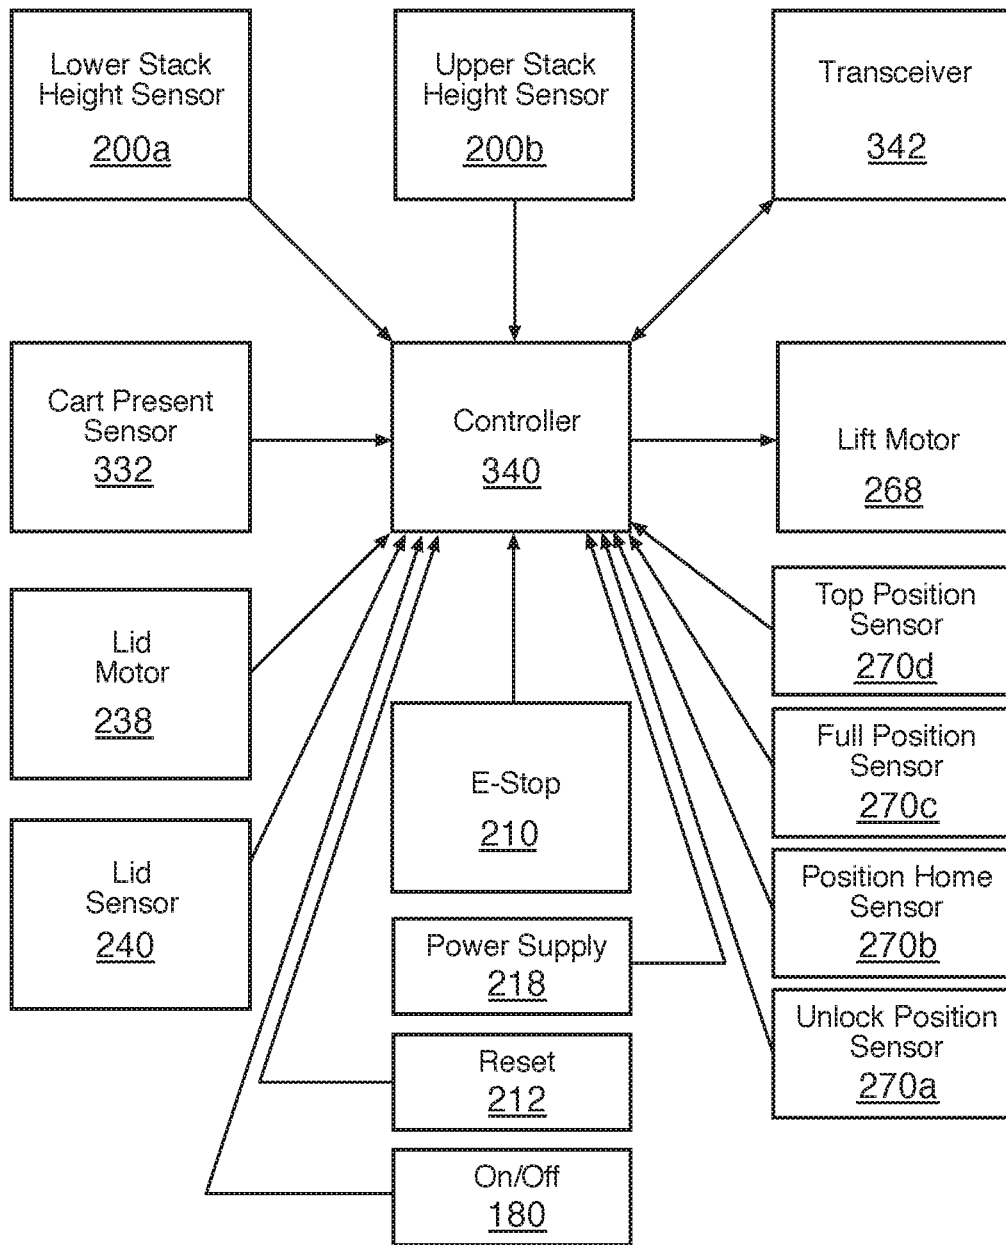 Lower Stack
Height Sensor
200a
Upper Stack
Height Sensor
200b
Transceiver
342
Cart Present
Sensor
332
Controller
340
Lift Motor
268
Lid
Motor
238
Top Position
Sensor
270d
E-Stop
210
Full Position
Sensor
270c
Lid
Sensor
240
Position Home
Sensor
270b
Power Supply
218
Unlock Position
Sensor
270a
Reset
212
On/Off
180